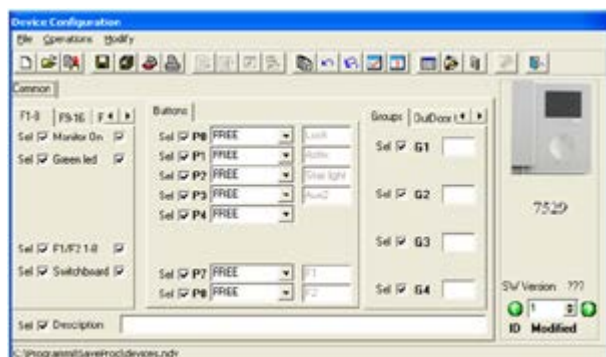 Device Configuration
File Operations Modify
Common
F1-8 F9-16 F
Sel Monitor On
Sel Green led
Sel F1/F2 1-8
Sel Switchboard
Buttons
Sel P0 FREE Lock
Sel P1 FREE
Sel P2 FREE Stair light
Sel P3 FREE Aux2
Sel P4 FREE
Sel P7 FREE F1
Sel P8 FREE F2
Groups OutDoor
Sel G1
Sel G2
Sel G3
Sel G4
7529
SW Version ???
1
ID Modified
Sel Description